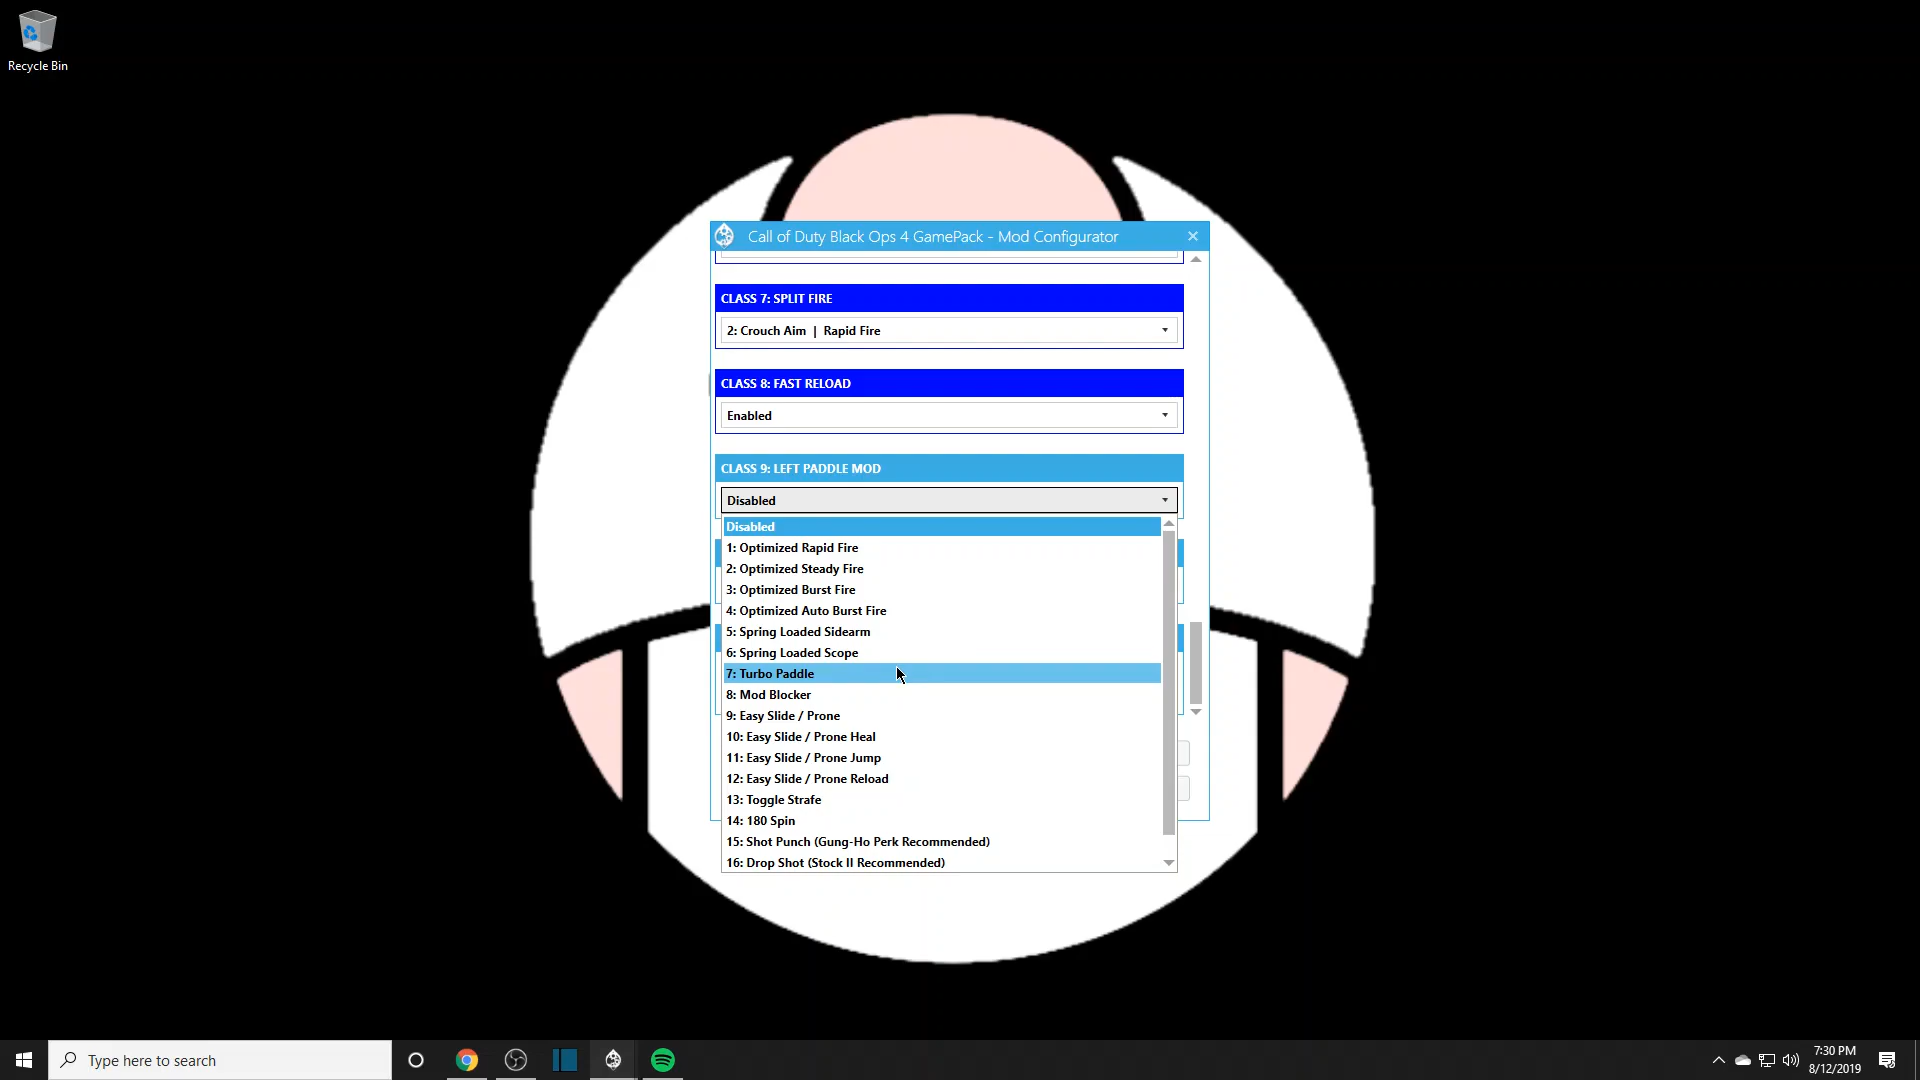 Recycle Bin
Call of Duty Black Ops 4 GamePack - Mod Configurator
CLASS 7: SPLIT FIRE
2: Crouch Aim | Rapid Fire
CLASS 8: FAST RELOAD
Enabled
CLASS 9: LEFT PADDLE MOD
Disabled
Disabled
1: Optimized Rapid Fire
2: Optimized Steady Fire
3: Optimized Burst Fire
4: Optimized Auto Burst Fire
5: Spring Loaded Sidearm
6: Spring Loaded Scope
7: Turbo Paddle
8: Mod Blocker
9: Easy Slide / Prone
10: Easy Slide / Prone Heal
11: Easy Slide / Prone Jump
12: Easy Slide / Prone Reload
13: Toggle Strafe
14: 180 Spin
15: Shot Punch (Gung-Ho Perk Recommended)
16: Drop Shot (Stock II Recommended)
Type here to search
7:30 PM
8/12/2019